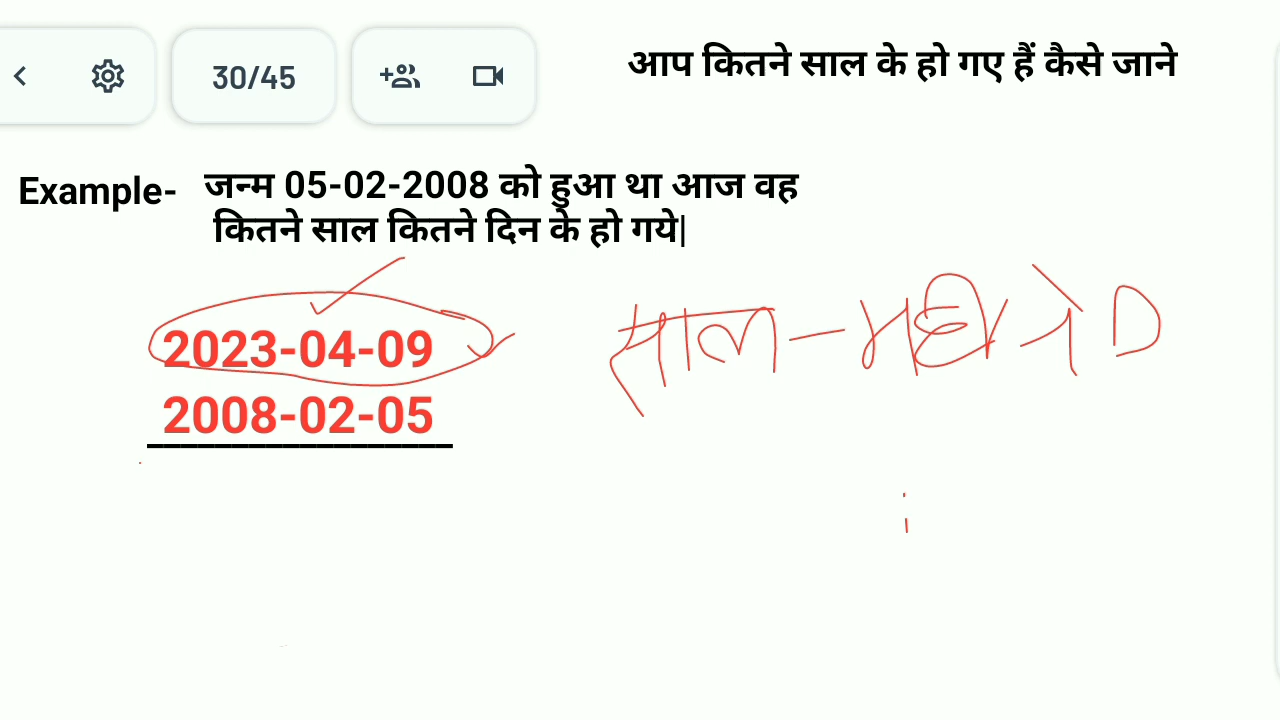 30/45
आप कितने साल के हो गए हैं कैसे जाने
Example- जन्म 05-02-2008 को हुआ था आज वह
कितने साल कितने दिन के हो गये|
2023-04-09
साल - महीने D
2008-02-05